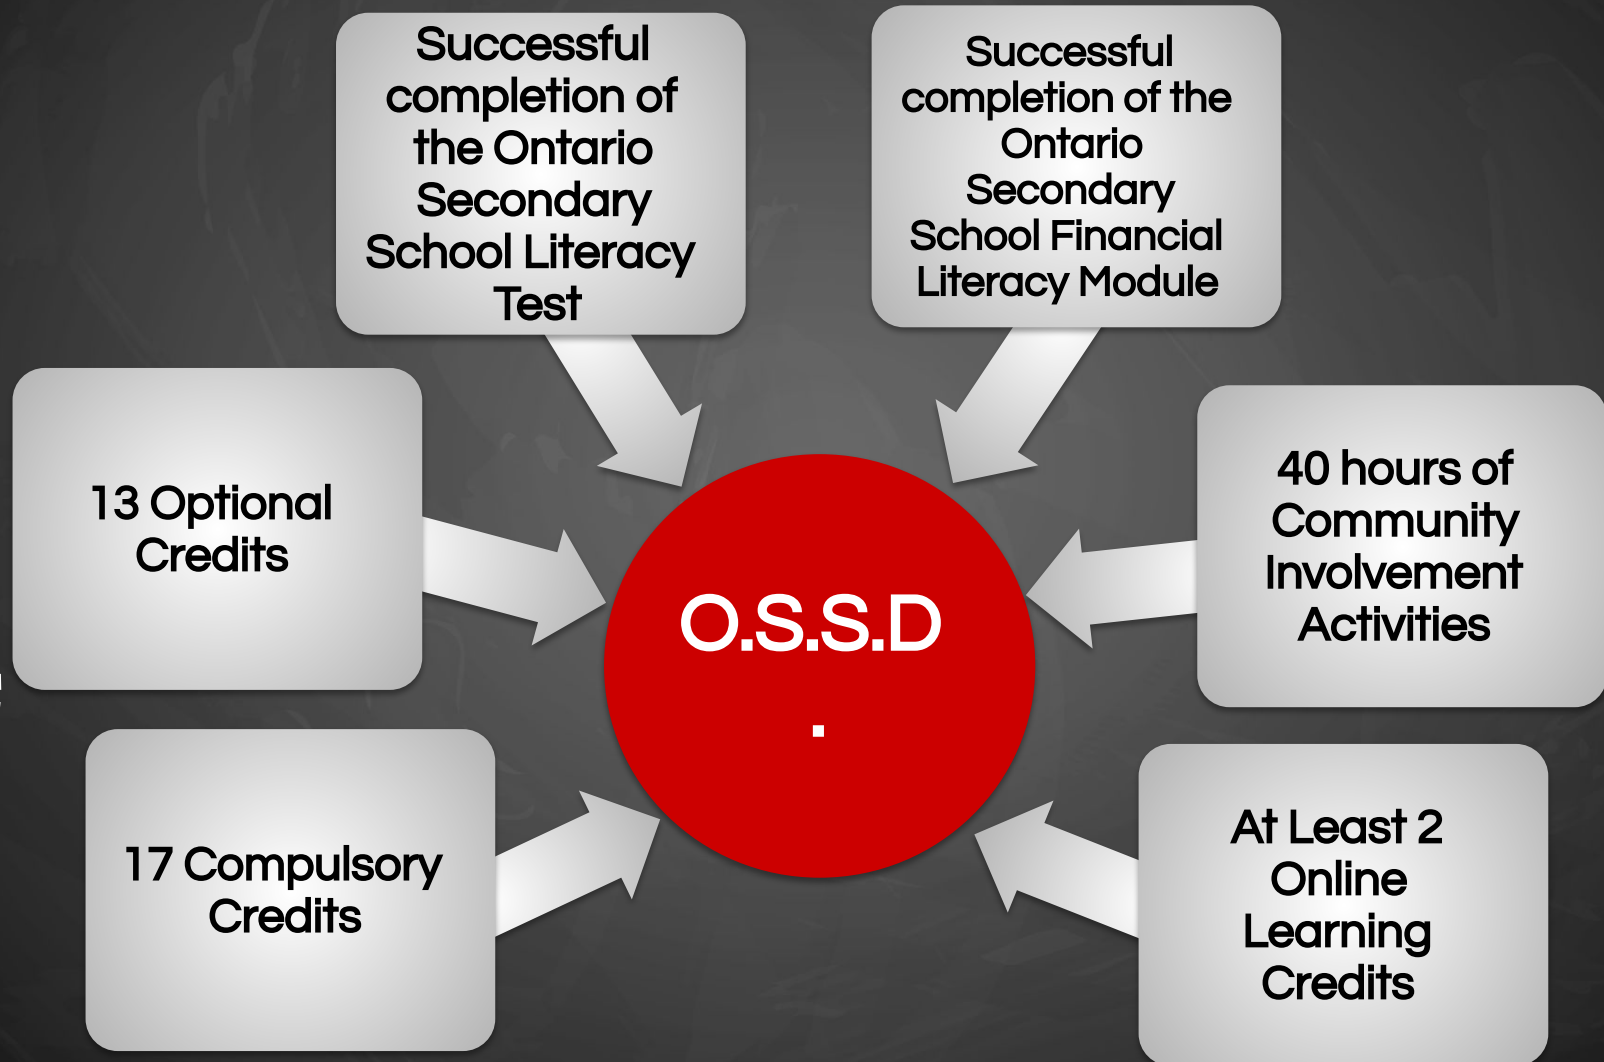 Successful
completion of
the Ontario
Secondary
School Literacy
Test
Successful
completion of the
Ontario
Secondary
School Financial
Literacy Module
13 Optional
Credits
40 hours of
Community
Involvement
Activities
O.S.S.D
.
17 Compulsory
Credits
At Least 2
Online
Learning
Credits